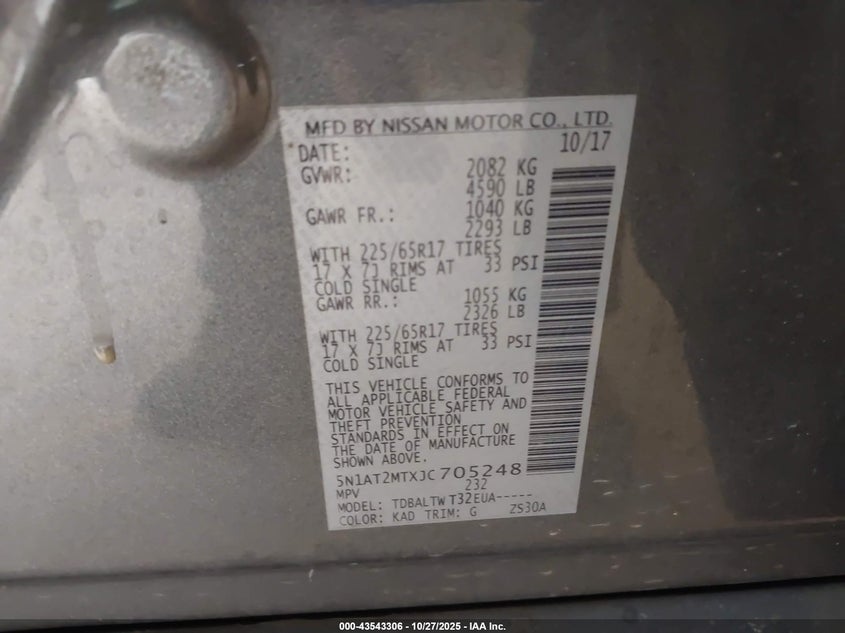 MFD BY NISSAN MOTOR CO., LTD.
*DATE: 10/17
GVWR: 2082 KG
4590 LB
GAWR FR.: 1040 KG
2293 LB
WITH 225/65R17 TIRES
17 X 7J RIMS AT 33 PSI
COLD SINGLE
GAWR RR.: 1055 KG
2326 LB
WITH 225/65R17 TIRES
17 X 7J RIMS AT 33 PSI
COLD SINGLE
THIS VEHICLE CONFORMS TO
ALL APPLICABLE FEDERAL
MOTOR VEHICLE SAFETY AND
THEFT PREVENTION
STANDARDS IN EFFECT ON
THE DATE OF MANUFACTURE
SHOWN ABOVE.
5N1AT2MTXJC705248
MPV 232
MODEL: TDBALTW T32EUA-----
COLOR: KAD TRIM: G ZS30A
000-43543306 • 10/27/2025 - IAA Inc.